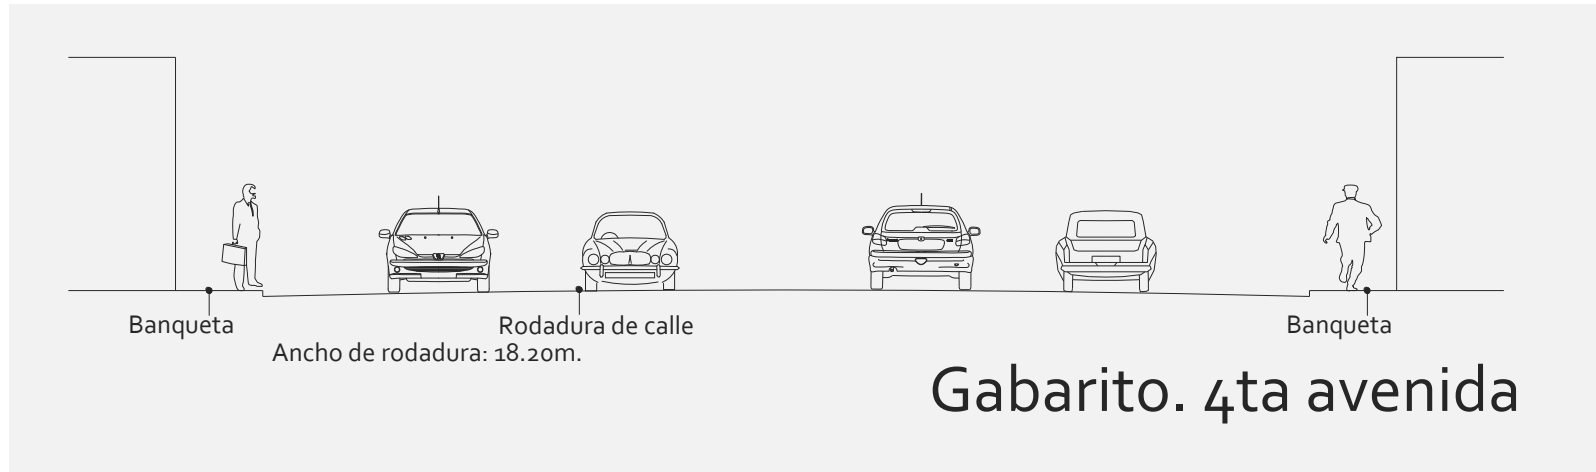 Banqueta
Rodadura de calle
Banqueta
Ancho de rodadura: 18.20m.
Gabarito. 4ta avenida